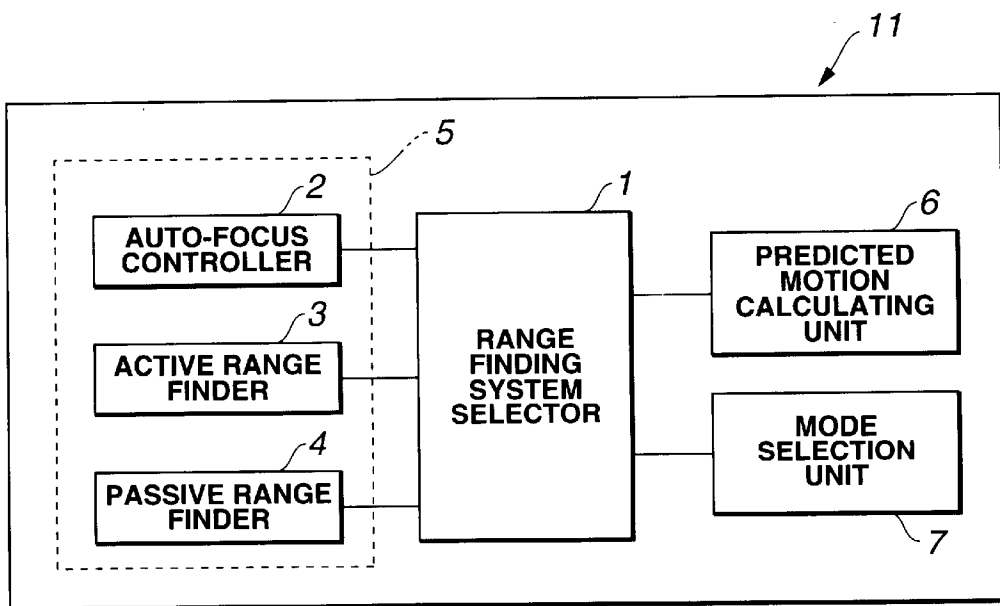 11
5
2
AUTO-FOCUS
CONTROLLER
3
ACTIVE RANGE
FINDER
4
PASSIVE RANGE
FINDER
1
RANGE
FINDING
SYSTEM
SELECTOR
6
PREDICTED
MOTION
CALCULATING
UNIT
MODE
SELECTION
UNIT
7